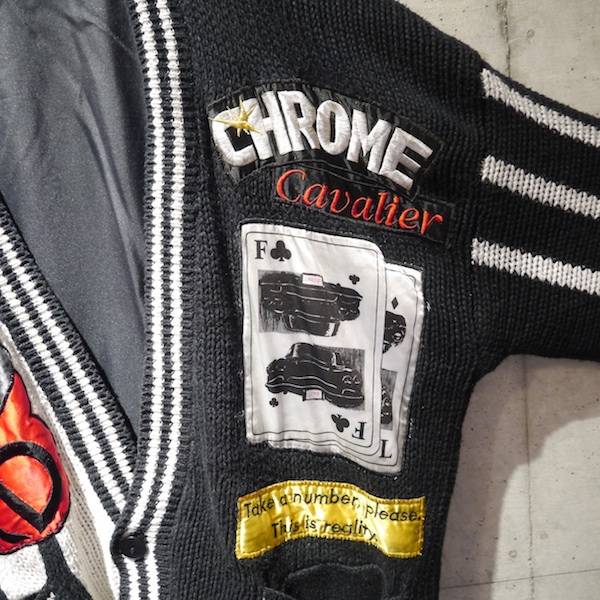 CHROME
Cavalier
F
F
L
Take a number, please.
This is reality.